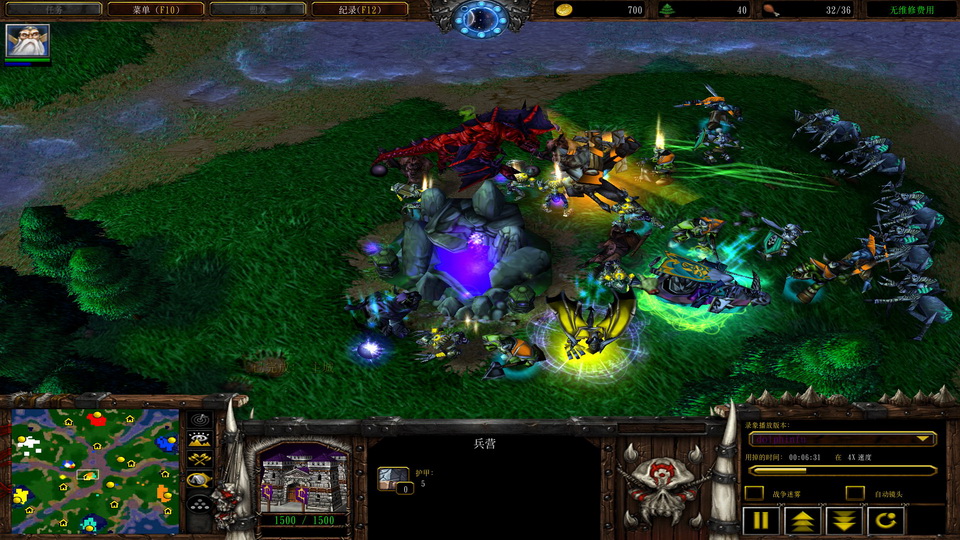 任务
菜单 (F10)
纪录(F12)
700
40
32/36
无维修费用
兵营
护甲:
5
0
1500 / 1500
录象播放版本:
用掉的时间: 00:06:31 在 4X 速度
战争迷雾
自动镜头